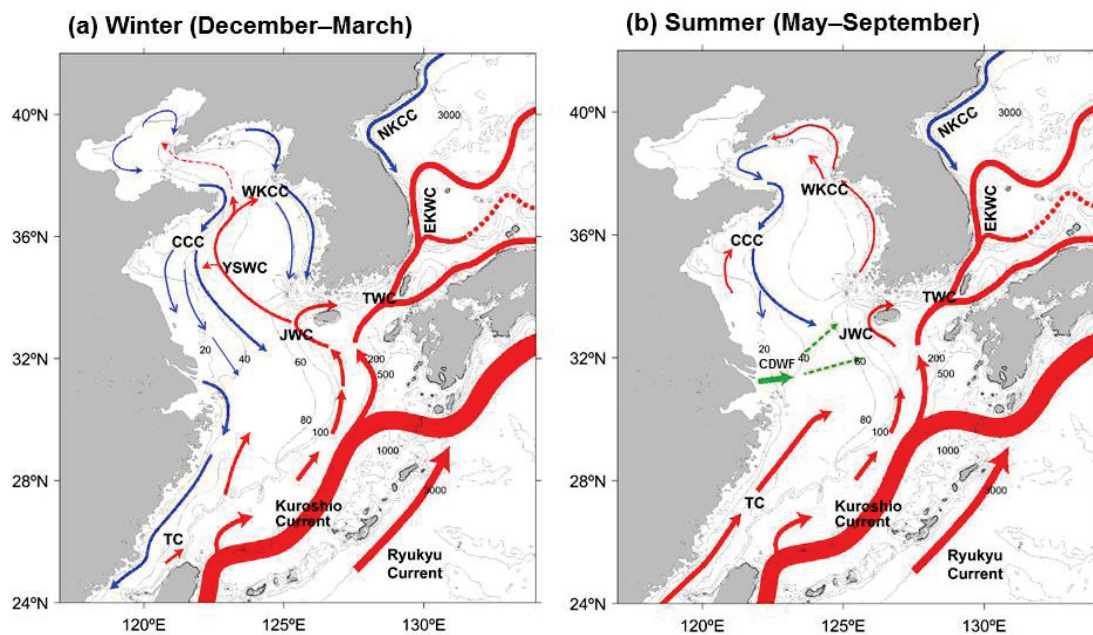 (a) Winter (December–March)
(b) Summer (May–September)
40ºN
36ºN
32ºN
28ºN
24ºN
120ºE
125ºE
130ºE
NKCC
3000
WKCC
EKWC
CCC
YSWC
TWC
JWC
20
40
60
200
500
80
100
1000
3000
Kuroshio
Current
TC
Ryukyu
Current
40ºN
36ºN
32ºN
28ºN
24ºN
120ºE
125ºE
130ºE
NKCC
3000
WKCC
EKWC
CCC
TWC
JWC
20
40
60
CDWF
200
500
80
100
1000
3000
TC
Kuroshio
Current
Ryukyu
Current